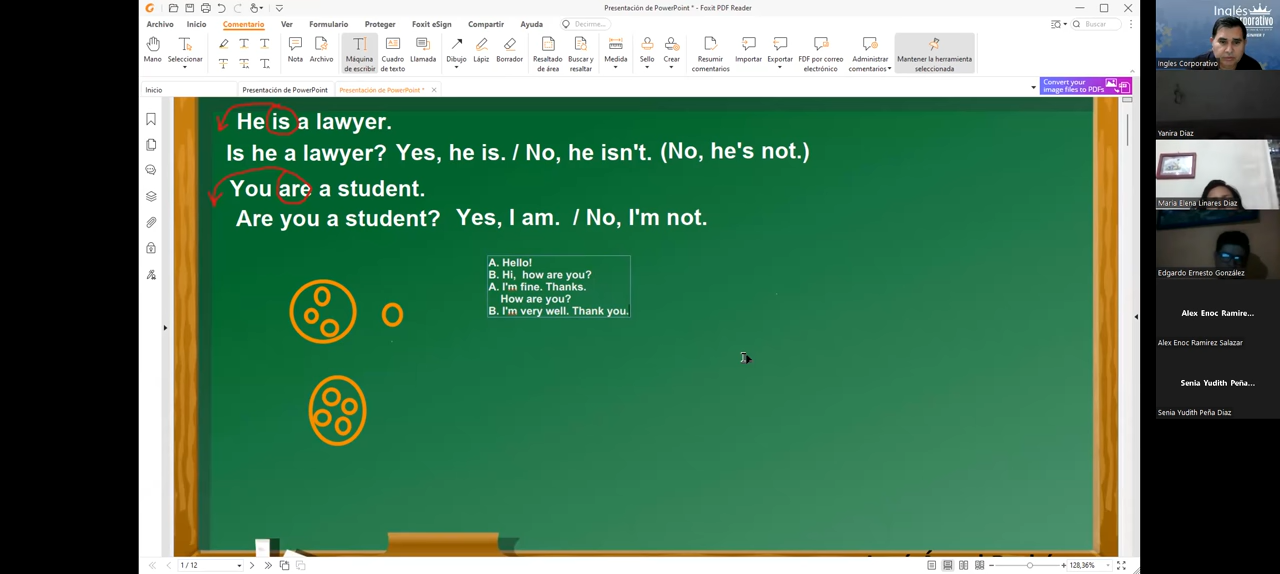 Presentación de PowerPoint * - Foxit PDF Reader
Archivo Inicio Comentario Ver Formulario Proteger Foxit eSign Compartir Ayuda Decirme... Buscar
Mano Seleccionar Nota Archivo Máquina de escribir Cuadro de texto Llamada Dibujo Lápiz Borrador Resaltado de área Buscar y resaltar Medida Sello Crear Resumir comentarios Importar Exportar PDF por correo electrónico Administrar comentarios Mantener la herramienta seleccionada
Inicio Presentación de PowerPoint Presentación de PowerPoint *
Convert your
image files to PDFs
He is a lawyer.
Is he a lawyer? Yes, he is. / No, he isn't. (No, he's not.)
You are a student.
Are you a student? Yes, I am. / No, I'm not.
A. Hello!
B. Hi, how are you?
A. I'm fine. Thanks.
How are you?
B. I'm very well. Thank you.
1 / 12
128,36%
Inglés
Corporativo
Ingles Corporativo
Yanira Diaz
Maria Elena Linares Diaz
Edgardo Ernesto González
Alex Enoc Ramire...
Alex Enoc Ramirez Salazar
Senia Yudith Peña...
Senia Yudith Peña Diaz